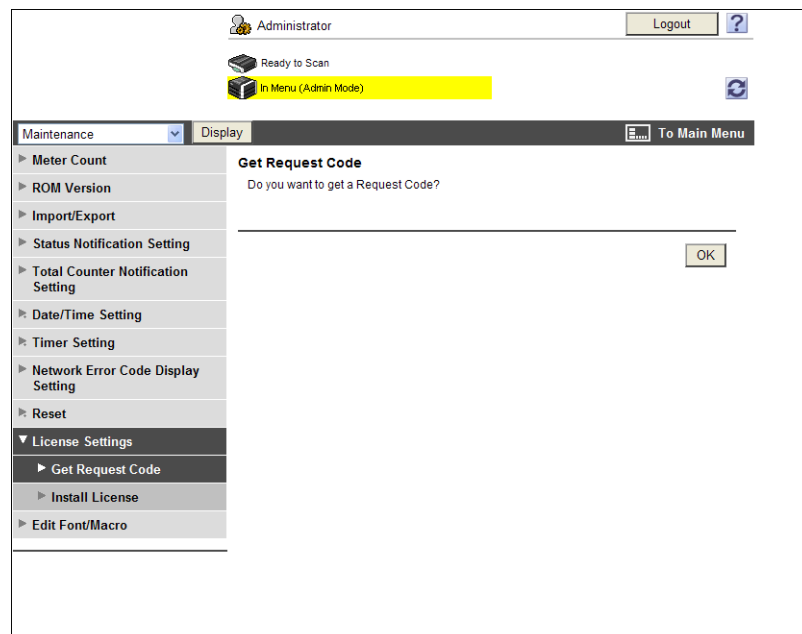 Administrator
Logout
?
Ready to Scan
In Menu (Admin Mode)
Maintenance
Display
To Main Menu
Meter Count
ROM Version
Import/Export
Status Notification Setting
Total Counter Notification
Setting
Date/Time Setting
Timer Setting
Network Error Code Display
Setting
Reset
License Settings
Get Request Code
Install License
Edit Font/Macro
Get Request Code
Do you want to get a Request Code?
OK